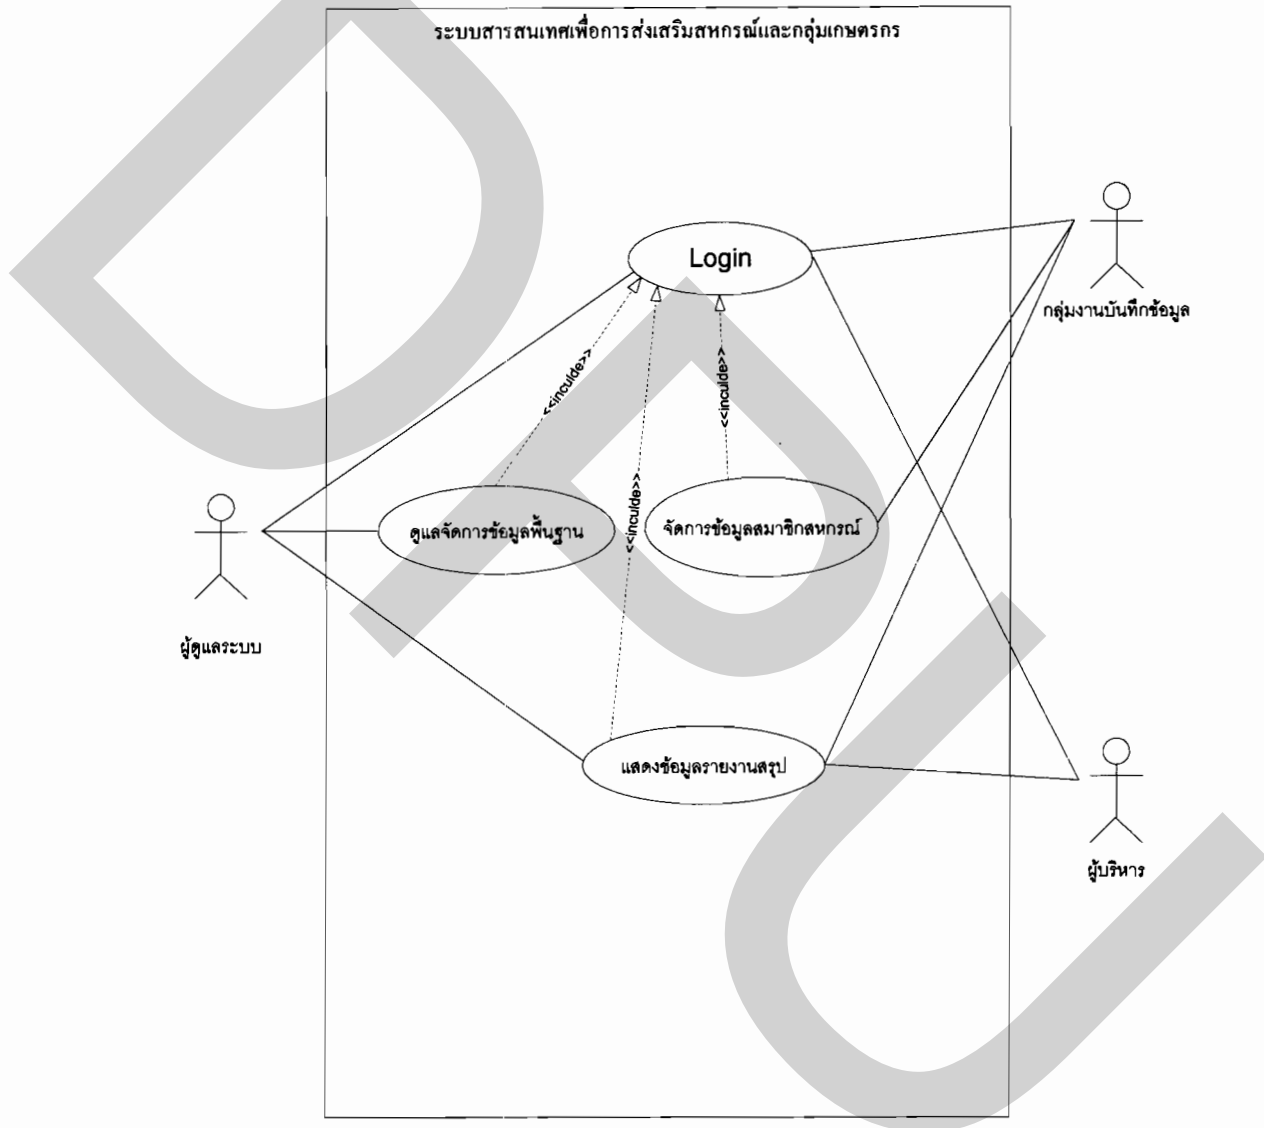 ระบบสารสนเทศเพื่อการส่งเสริมสหกรณ์และกลุ่มเกษตรกร
Login
กลุ่มงานบันทึกข้อมูล
<<inculde>>
<<inculde>>
<<inculde>>
ดูแลจัดการข้อมูลพื้นฐาน
จัดการข้อมูลสมาชิกสหกรณ์
ผู้ดูแลระบบ
แสดงข้อมูลรายงานสรุป
ผู้บริหาร
DPU